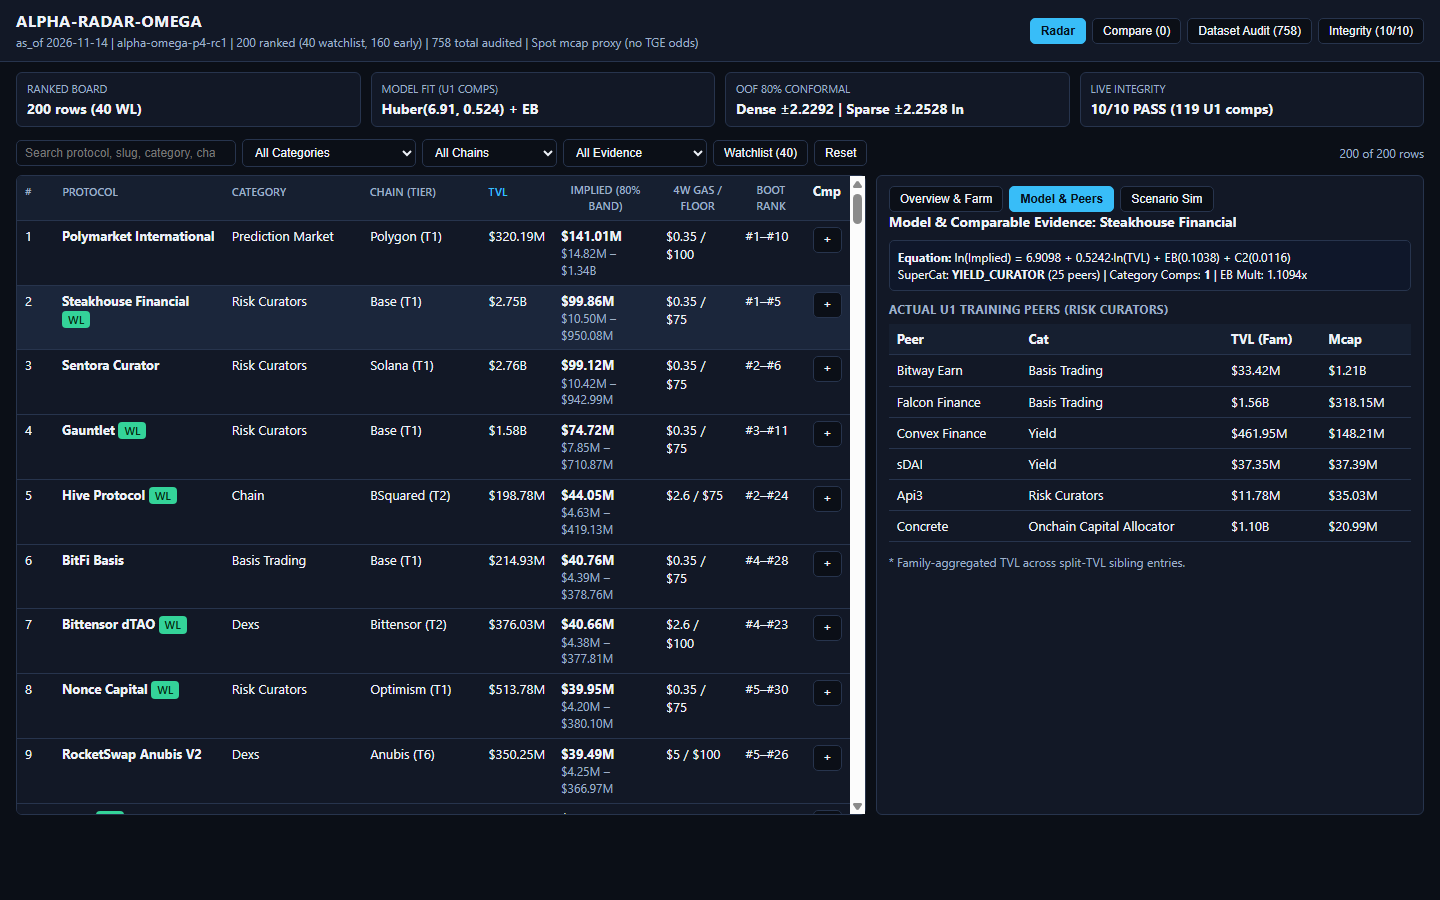 ALPHA-RADAR-OMEGA
as_of 2026-11-14 | alpha-omega-p4-rc1 | 200 ranked (40 watchlist, 160 early) | 758 total audited | Spot mcap proxy (no TGE odds)
Radar
Compare (0)
Dataset Audit (758)
Integrity (10/10)
RANKED BOARD
200 rows (40 WL)
MODEL FIT (U1 COMPS)
Huber(6.91, 0.524) + EB
OOF 80% CONFORMAL
Dense ±2.2292 | Sparse ±2.2528 ln
LIVE INTEGRITY
10/10 PASS (119 U1 comps)
Search protocol, slug, category, cha
All Categories
All Chains
All Evidence
Watchlist (40)
Reset
200 of 200 rows
# PROTOCOL CATEGORY CHAIN (TIER) TVL IMPLIED (80% BAND) 4W GAS / FLOOR BOOT RANK Cmp
1 Polymarket International Prediction Market Polygon (T1) $320.19M $141.01M $0.35 / #1–#10 +
$14.82M – $100
$1.34B
2 Steakhouse Financial Risk Curators Base (T1) $2.75B $99.86M $0.35 / #1–#5 +
WL $10.50M – $75
$950.08M
3 Sentora Curator Risk Curators Solana (T1) $2.76B $99.12M $0.35 / #2–#6 +
$10.42M – $75
$942.99M
4 Gauntlet WL Risk Curators Base (T1) $1.58B $74.72M $0.35 / #3–#11 +
$7.85M – $75
$710.87M
5 Hive Protocol WL Chain BSquared (T2) $198.78M $44.05M $2.6 / $75 #2–#24 +
$4.63M –
$419.13M
6 BitFi Basis Basis Trading Base (T1) $214.93M $40.76M $0.35 / #4–#28 +
$4.39M – $75
$378.76M
7 Bittensor dTAO WL Dexs Bittensor (T2) $376.03M $40.66M $2.6 / #4–#23 +
$4.38M – $100
$377.81M
8 Nonce Capital WL Risk Curators Optimism (T1) $513.78M $39.95M $0.35 / #5–#30 +
$4.20M – $75
$380.10M
9 RocketSwap Anubis V2 Dexs Anubis (T6) $350.25M $39.49M $5 / $100 #5–#26 +
$4.25M –
$366.97M
Overview & Farm
Model & Peers
Scenario Sim
Model & Comparable Evidence: Steakhouse Financial
Equation: ln(Implied) = 6.9098 + 0.5242·ln(TVL) + EB(0.1038) + C2(0.0116)
SuperCat: YIELD_CURATOR (25 peers) | Category Comps: 1 | EB Mult: 1.1094x
ACTUAL U1 TRAINING PEERS (RISK CURATORS)
Peer Cat TVL (Fam) Mcap
Bitway Earn Basis Trading $33.42M $1.21B
Falcon Finance Basis Trading $1.56B $318.15M
Convex Finance Yield $461.95M $148.21M
sDAI Yield $37.35M $37.39M
Api3 Risk Curators $11.78M $35.03M
Concrete Onchain Capital Allocator $1.10B $20.99M
* Family-aggregated TVL across split-TVL sibling entries.